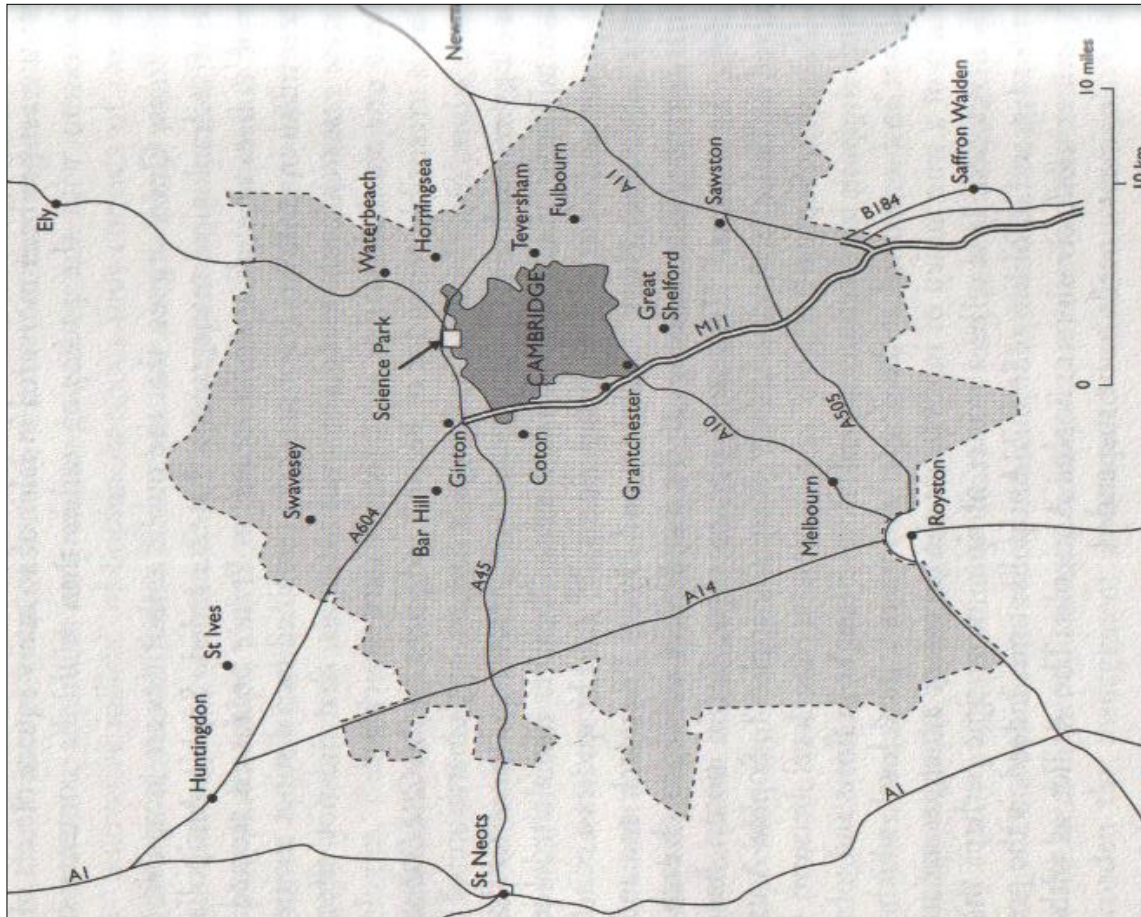 Ely
A1
Huntingdon
St Ives
Swavesey
A604
Waterbeach
Science Park
Horningsea
Bar Hill
Girton
Newm
St Neots
A45
Teversham
CAMBRIDGE
Coton
Fulbourn
A11
Grantchester
Great
Shelford
A14
M11
A10
Sawston
Melbourn
A505
B184
A1
Royston
Saffron Walden
0
10 miles
10 km